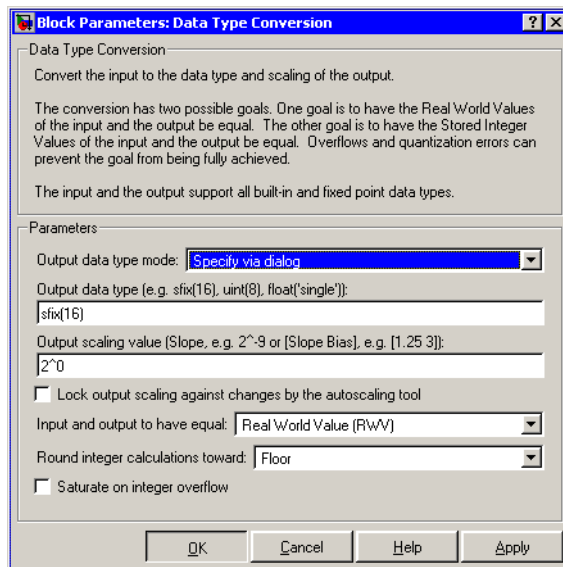 Block Parameters: Data Type Conversion
Data Type Conversion
Convert the input to the data type and scaling of the output.
The conversion has two possible goals. One goal is to have the Real World Values
of the input and the output be equal. The other goal is to have the Stored Integer
Values of the input and the output be equal. Overflows and quantization errors can
prevent the goal from being fully achieved.
The input and the output support all built-in and fixed point data types.
Parameters
Output data type mode: Specify via dialog
Output data type (e.g. sfix(16), uint(8), float('single')):
sfix(16)
Output scaling value (Slope, e.g. 2^-9 or [Slope Bias], e.g. [1.25 3]):
2^0
Lock output scaling against changes by the autoscaling tool
Input and output to have equal: Real World Value (RWV)
Round integer calculations toward: Floor
Saturate on integer overflow
OK Cancel Help Apply